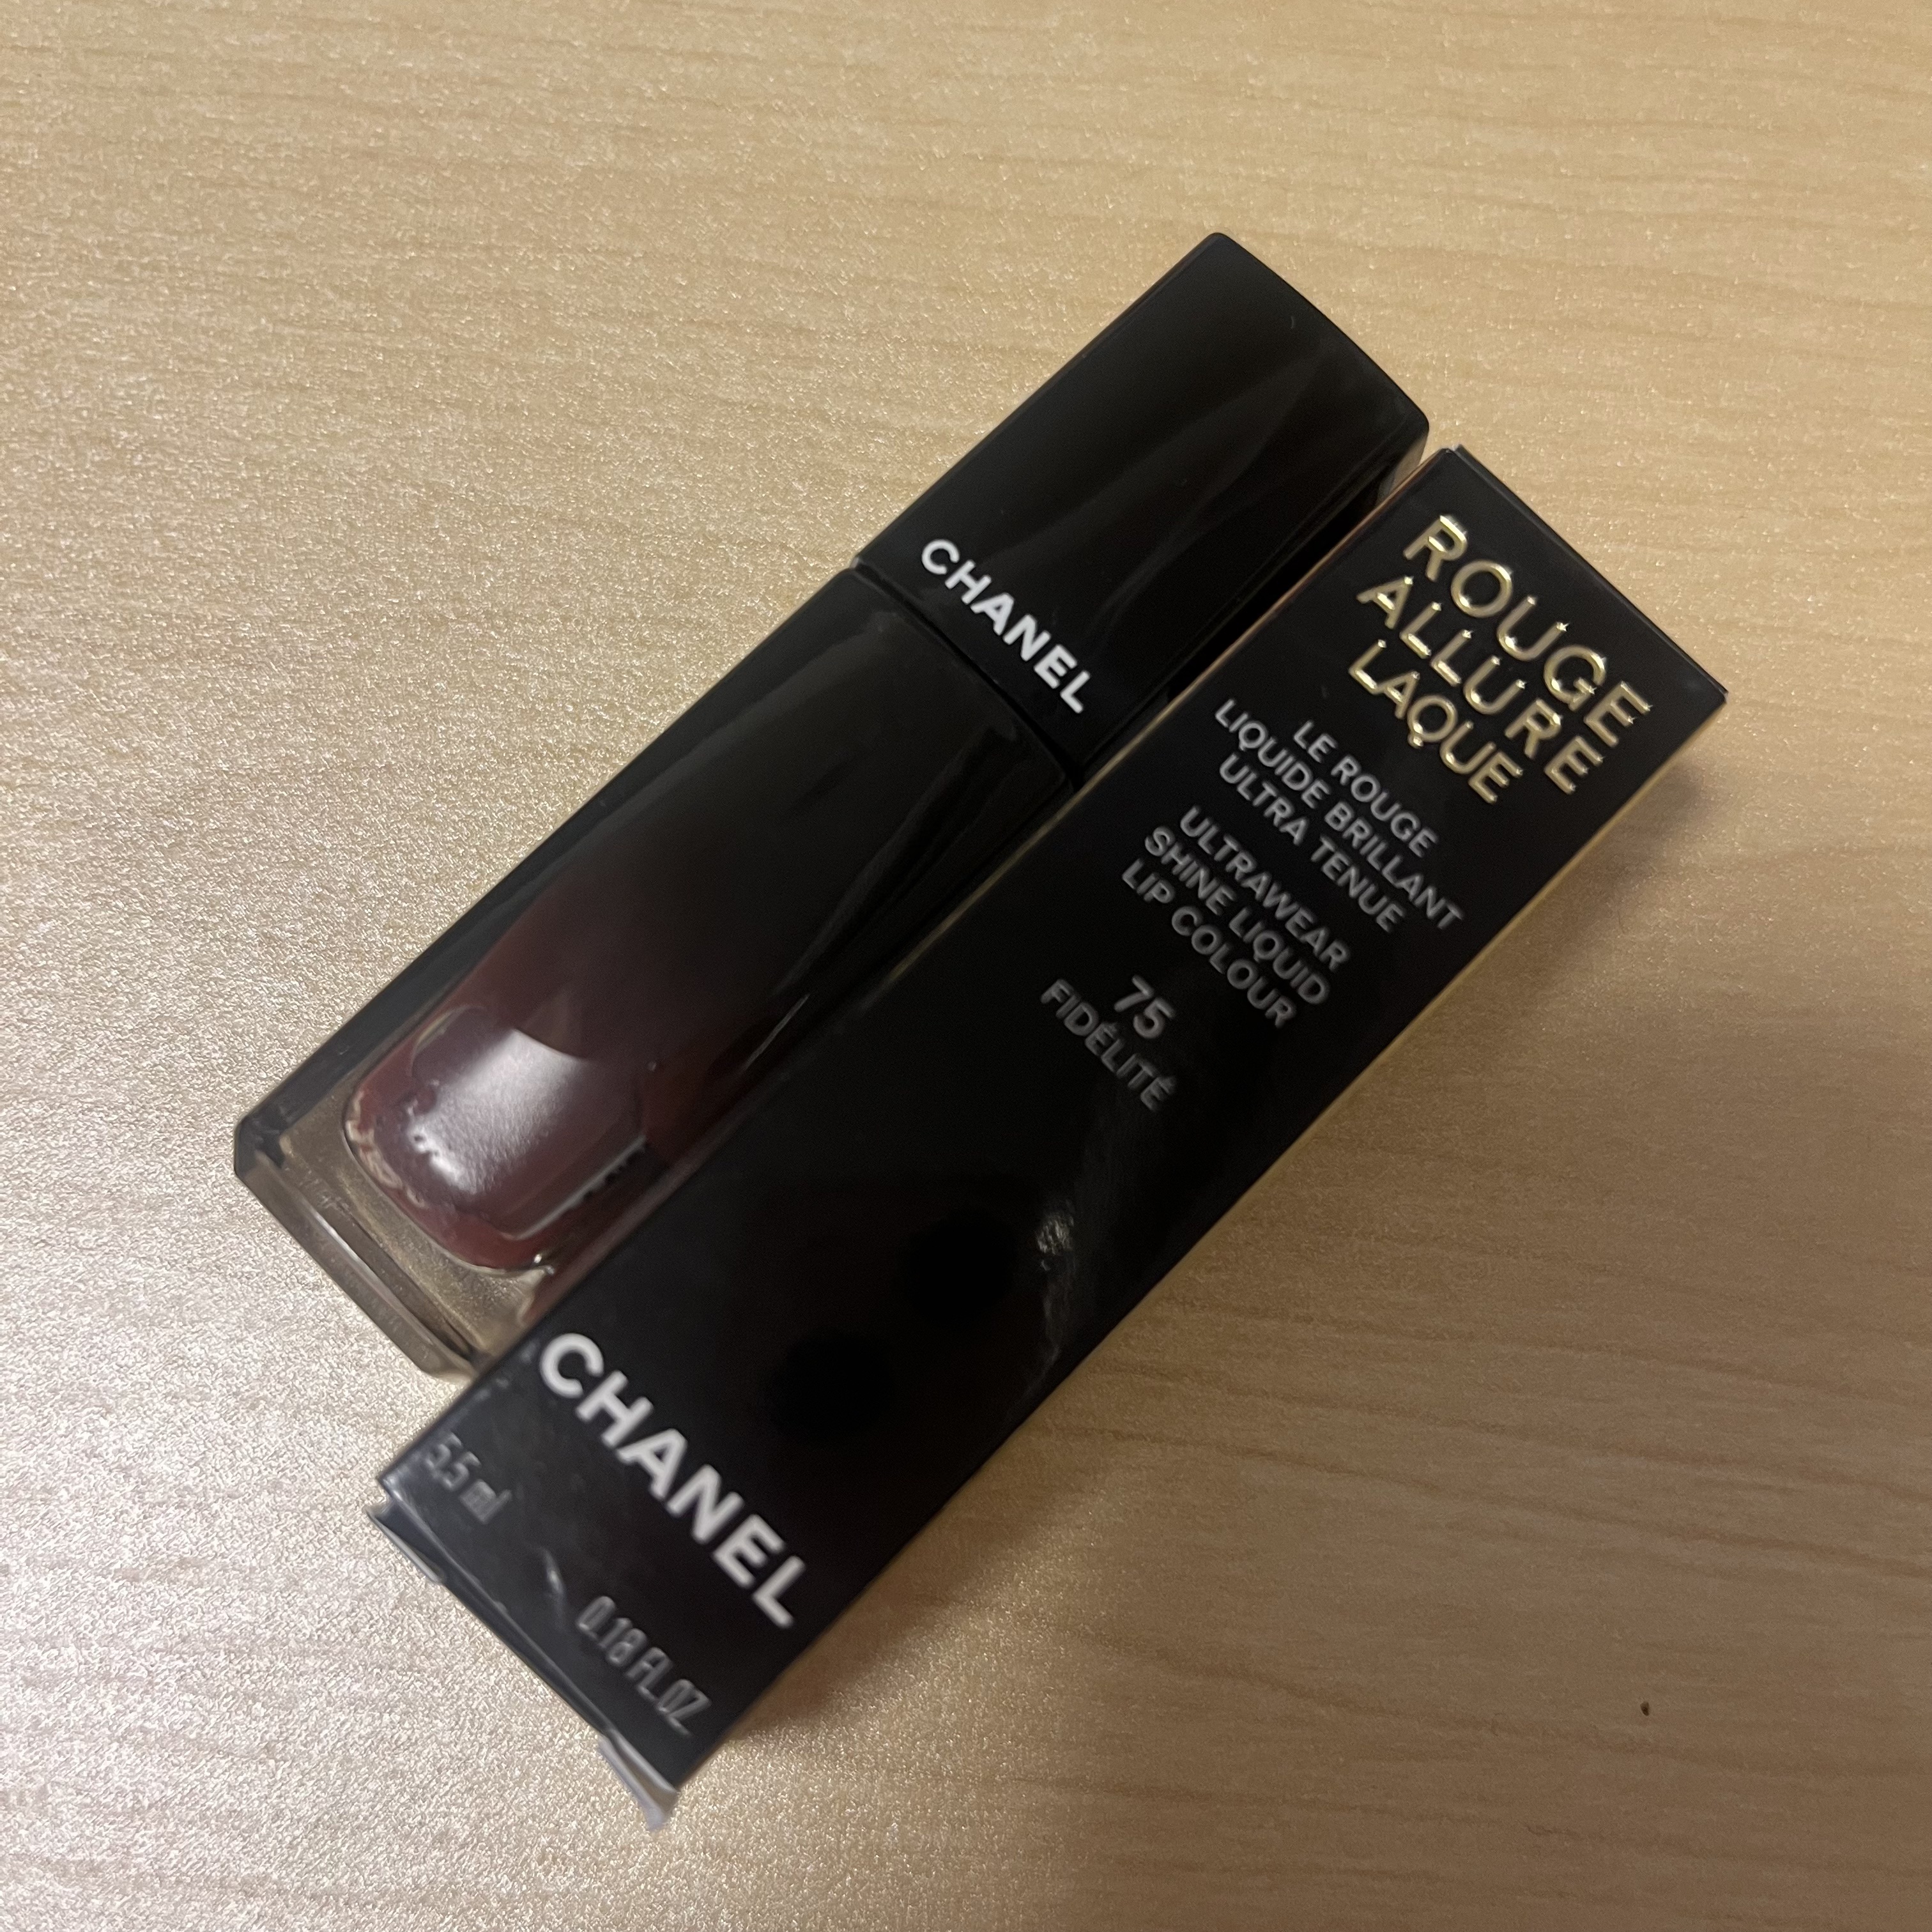 CHANEL
ROUGE
ALLURE
LAQUE
LE ROUGE
LIQUIDE BRILLANT
ULTRA TENUE
ULTRAWEAR
SHINE LIQUID
LIP COLOUR
75
FIDÉLITÉ
CHANEL
5.5 ml 0.18 FL OZ